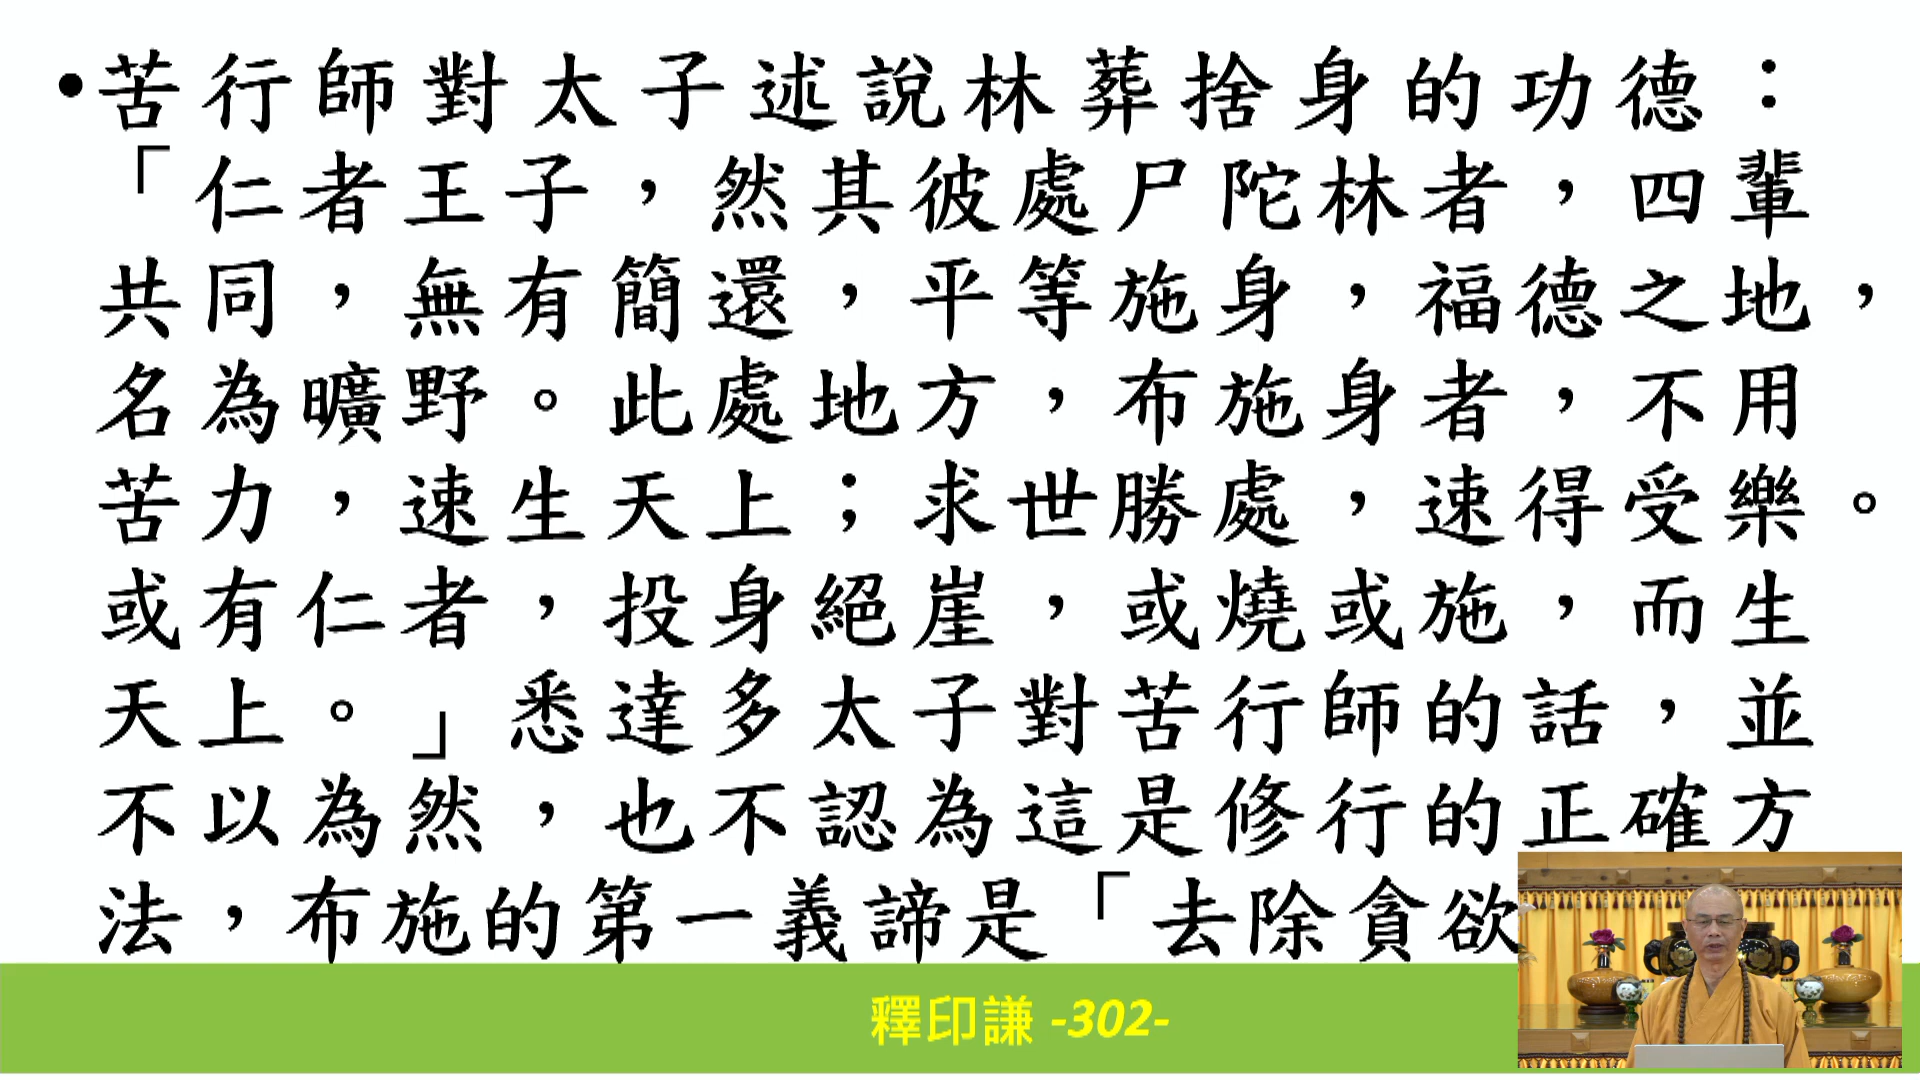 •苦行師對太子述說林葬捨身的功德：
「仁者王子，然其彼處尸陀林者，四輩
共同，無有簡還，平等施身，福德之地，
名為曠野。此處地方，布施身者，不用
苦力，速生天上；求世勝處，速得受樂。
或有仁者，投身絕崖，或燒或施，而生
天上。」悉達多太子對苦行師的話，並
不以為然，也不認為這是修行的正確方
法，布施的第一義諦是「去除貪欲
釋印謙 -302-